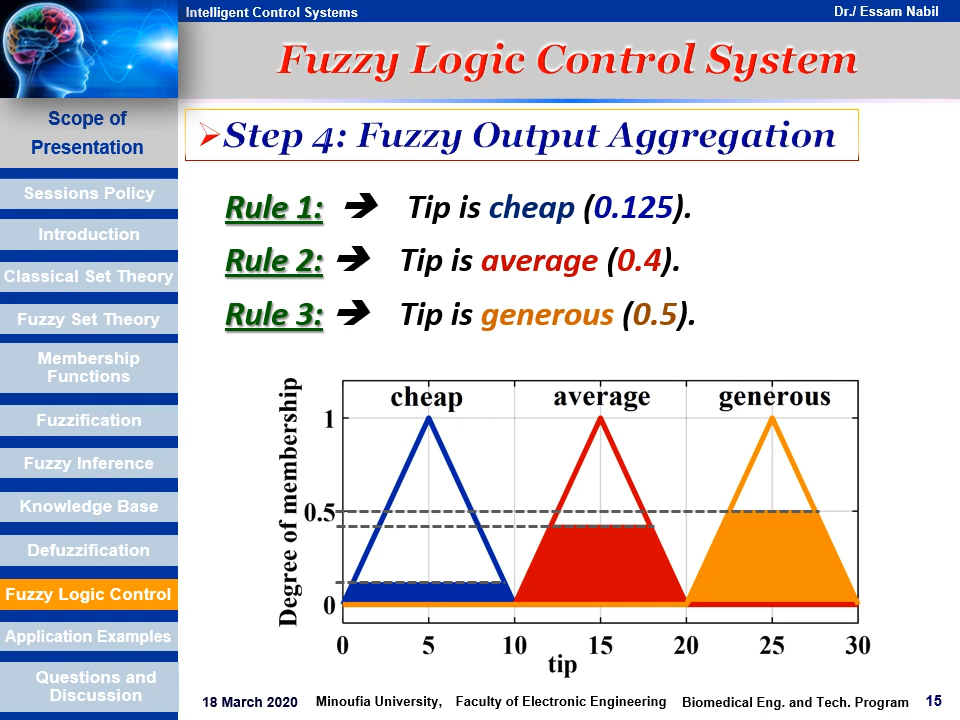 Intelligent Control Systems
Dr./ Essam Nabil
Fuzzy Logic Control System
Scope of
Presentation
Sessions Policy
Introduction
Classical Set Theory
Fuzzy Set Theory
Membership
Functions
Fuzzification
Fuzzy Inference
Knowledge Base
Defuzzification
Fuzzy Logic Control
Application Examples
Questions and
Discussion
➢Step 4: Fuzzy Output Aggregation
Rule 1: ➔ Tip is cheap (0.125).
Rule 2: ➔ Tip is average (0.4).
Rule 3: ➔ Tip is generous (0.5).
cheap average generous
Degree of membership
1
0.5
0
0 5 10 15 20 25 30
tip
18 March 2020 Minoufia University, Faculty of Electronic Engineering Biomedical Eng. and Tech. Program 15